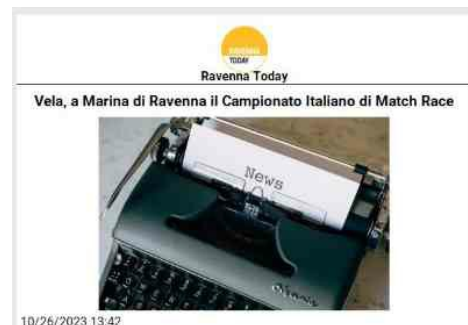 TODAY
Ravenna Today
Vela, a Marina di Ravenna il Campionato Italiano di Match Race
News
Olympia
10/26/2023 13:42